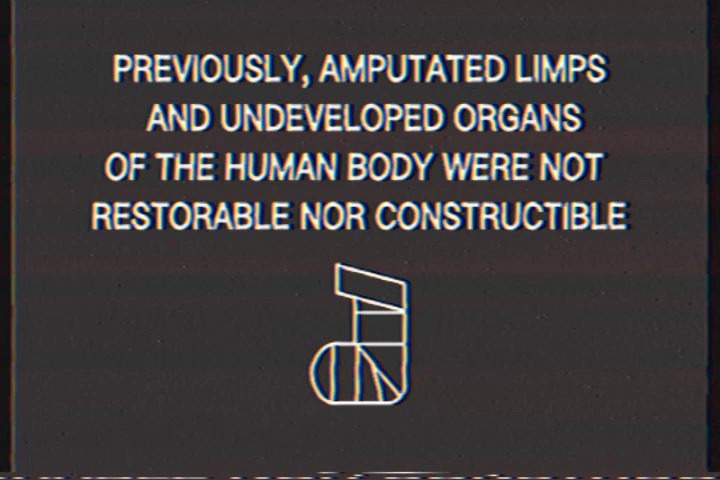 PREVIOUSLY, AMPUTATED LIMPS
AND UNDEVELOPED ORGANS
OF THE HUMAN BODY WERE NOT
RESTORABLE NOR CONSTRUCTIBLE